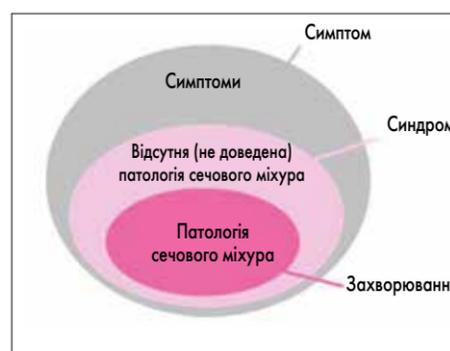 Симптом
Симптоми
Синдром
Відсутня (не доведена)
патологія сечового міхура
Патологія
сечового міхура
Захворюванн